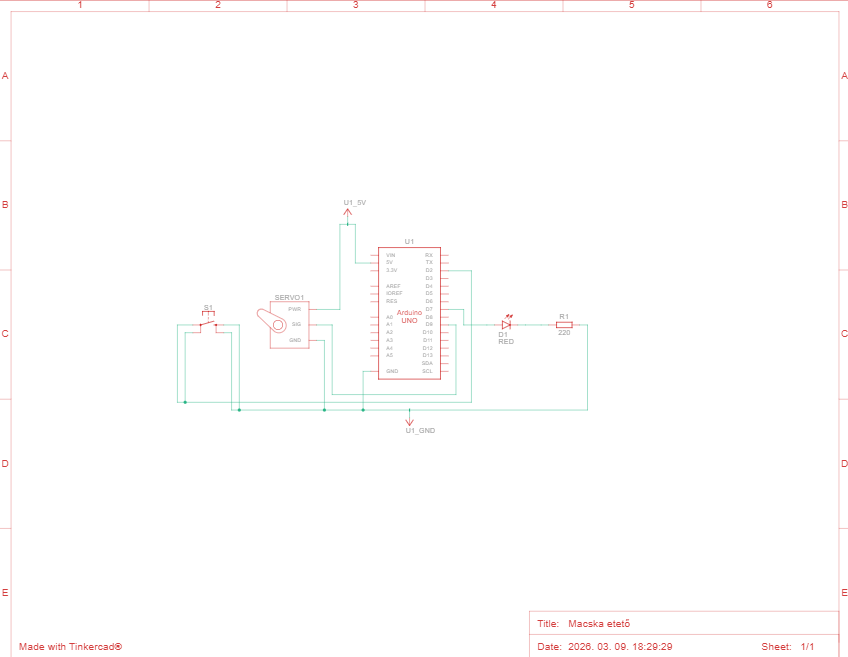 1 2 3 4 5 6
A A
B B
U1_5V
U1
VIN RX
5V TX
3.3V D2
D3
AREF D4
IOREF D5
RES D6
D7
A0 D8
A1 D9
A2 D10
A3 D11
A4 D12
A5 D13
SDA
GND SCL
Arduino
UNO
SERVO1
PWR
SIG
GND
S1
C C
D1
RED
R1
220
U1_GND
D D
E E
Title: Macska etető
Made with Tinkercad®
Date: 2026. 03. 09. 18:29:29 Sheet: 1/1